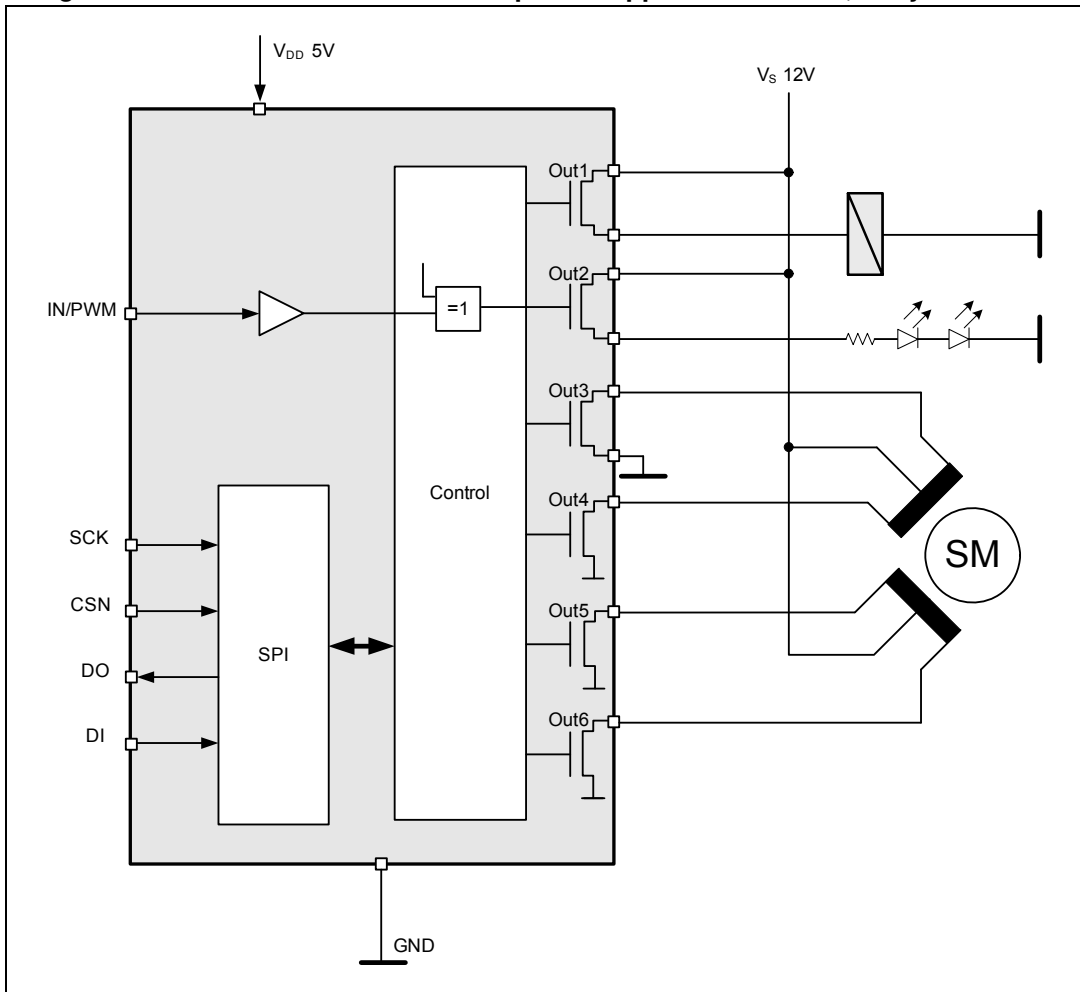 V_DD 5V
V_S 12V
Out1
Out2
IN/PWM
=1
Out3
Control
Out4
SCK
SM
CSN
Out5
SPI
DO
Out6
DI
GND